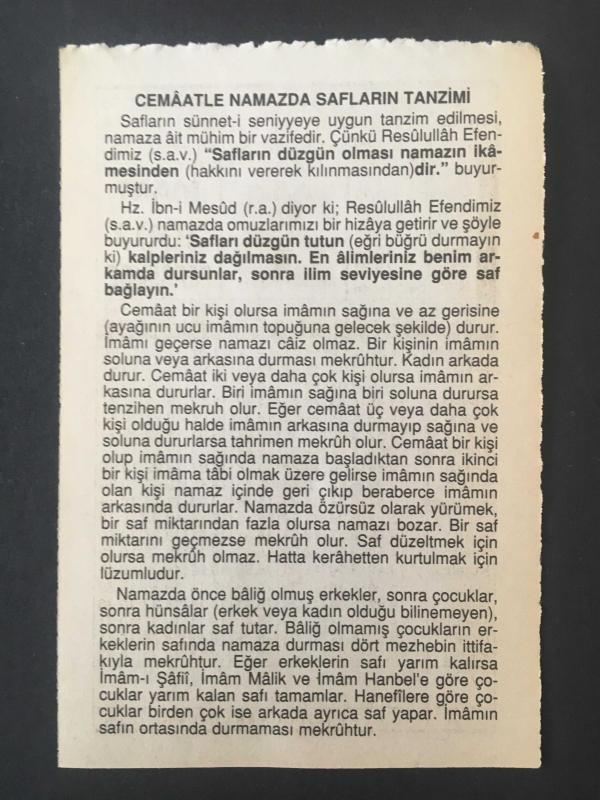 CEMÂATLE NAMAZDA SAFLARIN TANZİMİ
Safların sünnet-i seniyyeye uygun tanzim edilmesi,
namaza âit mühim bir vazifedir. Çünkü Resûlullâh Efen-
dimiz (s.a.v.) “Safların düzgün olması namazın ikâ-
mesinden (hakkını vererek kılınmasından)dir.” buyur-
muştur.
Hz. İbn-i Mesûd (r.a.) diyor ki; Resûlullâh Efendimiz
(s.a.v.) namazda omuzlarımızı bir hizâya getirir ve şöyle
buyururdu: ‘Safları düzgün tutun (eğri büğrü durmayın
ki) kalpleriniz dağılmasın. En âlimleriniz benim ar-
kamda dursunlar, sonra ilim seviyesine göre saf
bağlayın.’
Cemâat bir kişi olursa imâmın sağına ve az gerisine
(ayağının ucu imâmın topuğuna gelecek şekilde) durur.
İmâmı geçerse namazı câiz olmaz. Bir kişinin imâmın
soluna veya arkasına durması mekrûhtur. Kadın arkada
durur. Cemâat iki veya daha çok kişi olursa imâmın ar-
kasına dururlar. Biri imâmın sağına biri soluna durursa
tenzihen mekruh olur. Eğer cemâat üç veya daha çok
kişi olduğu halde imâmın arkasına durmayıp sağına ve
soluna dururlarsa tahrimen mekrûh olur. Cemâat bir kişi
olup imâmın sağında namaza başladıktan sonra ikinci
bir kişi imâma tâbi olmak üzere gelirse imâmın sağında
olan kişi namaz içinde geri çıkıp beraberce imâmın
arkasında dururlar. Namazda özürsüz olarak yürümek,
bir saf miktarından fazla olursa namazı bozar. Bir saf
miktarını geçmezse mekrûh olur. Saf düzeltmek için
olursa mekrûh olmaz. Hatta kerâhetten kurtulmak için
lüzumludur.
Namazda önce bâliğ olmuş erkekler, sonra çocuklar,
sonra hünsâlar (erkek veya kadın olduğu bilinemeyen),
sonra kadınlar saf tutar. Bâliğ olmamış çocukların er-
keklerin safında namaza durması dört mezhebin ittifa-
kıyla mekrûhtur. Eğer erkeklerin safı yarım kalırsa
İmâm-ı Şâfiî, İmâm Mâlik ve İmâm Hanbel'e göre ço-
cuklar yarım kalan safı tamamlar. Hanefîlere göre ço-
cuklar birden çok ise arkada ayrıca saf yapar. İmâmın
safın ortasında durmaması mekrûhtur.